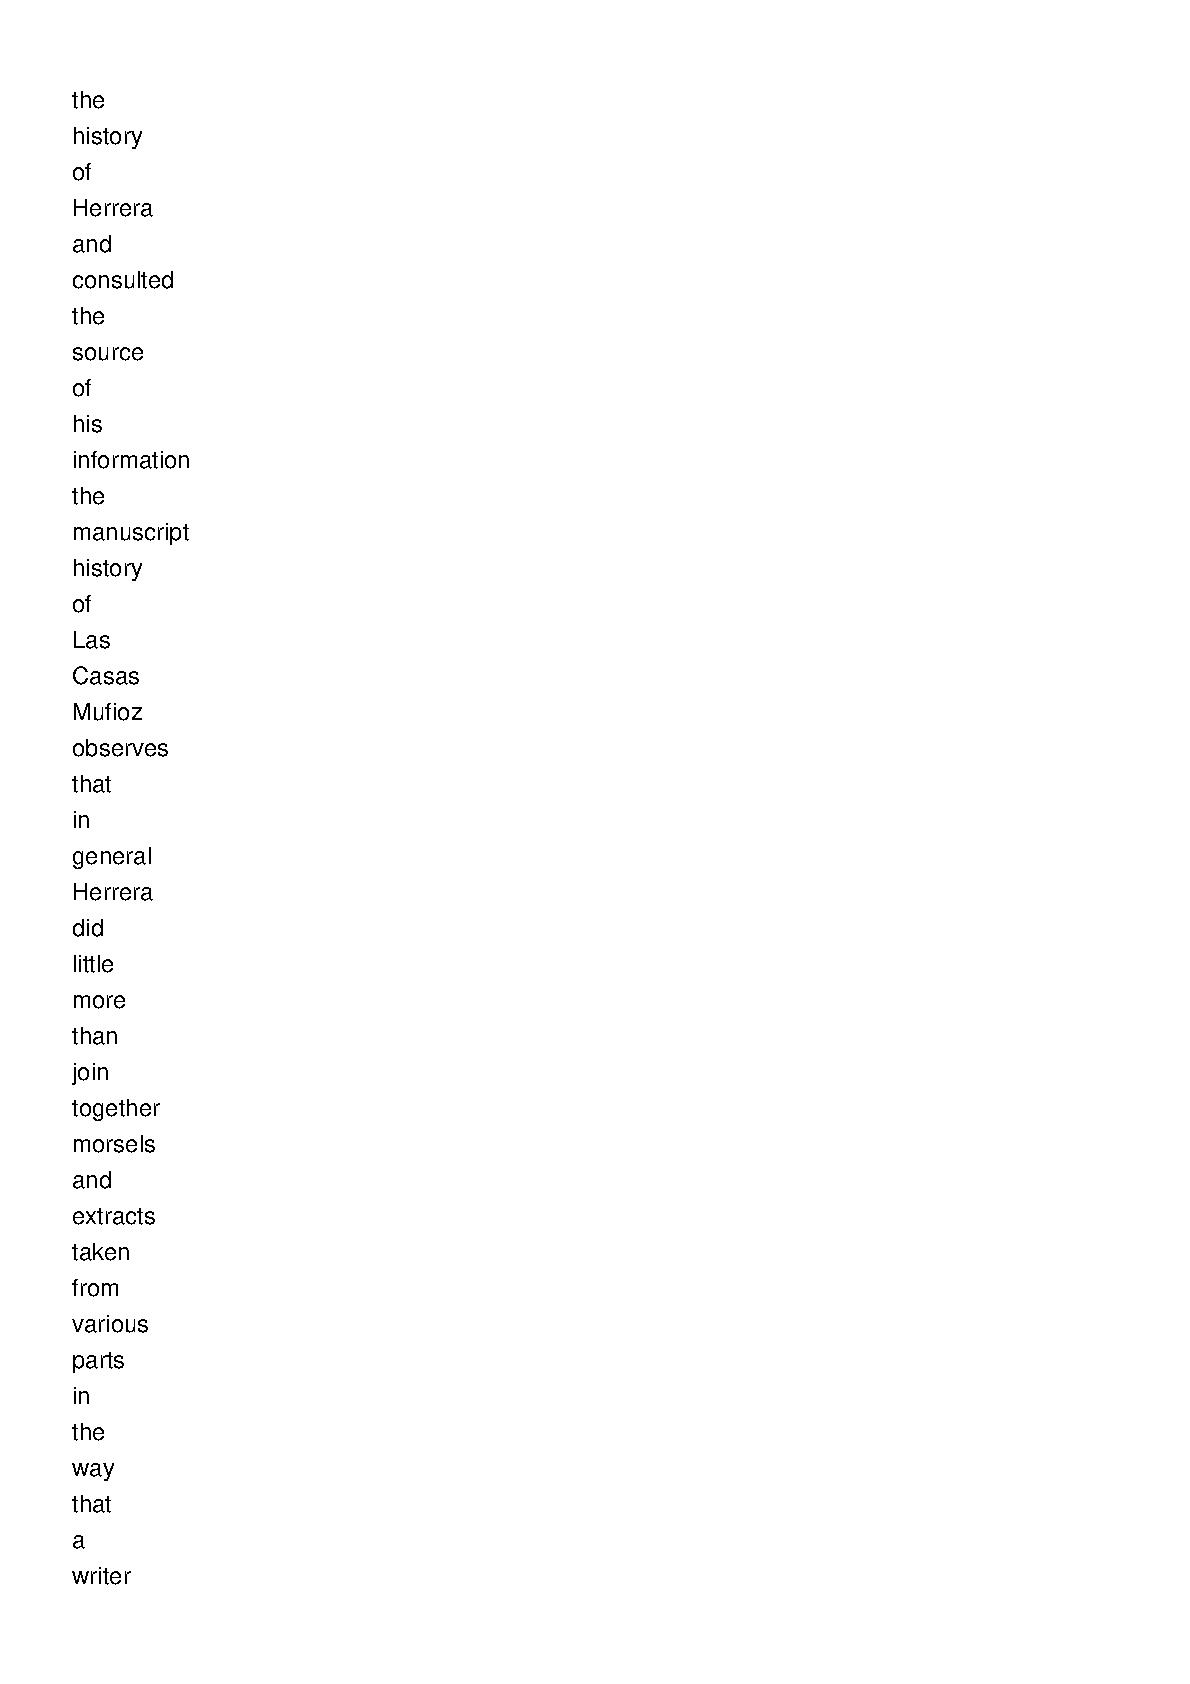 the
history
of
Herrera
and
consulted
the
source
of
his
information
the
manuscript
history
of
Las
Casas
Mufioz
observes
that
in
general
Herrera
did
little
more
than
join
together
morsels
and
extracts
taken
from
various
parts
in
the
way
that
a
writer